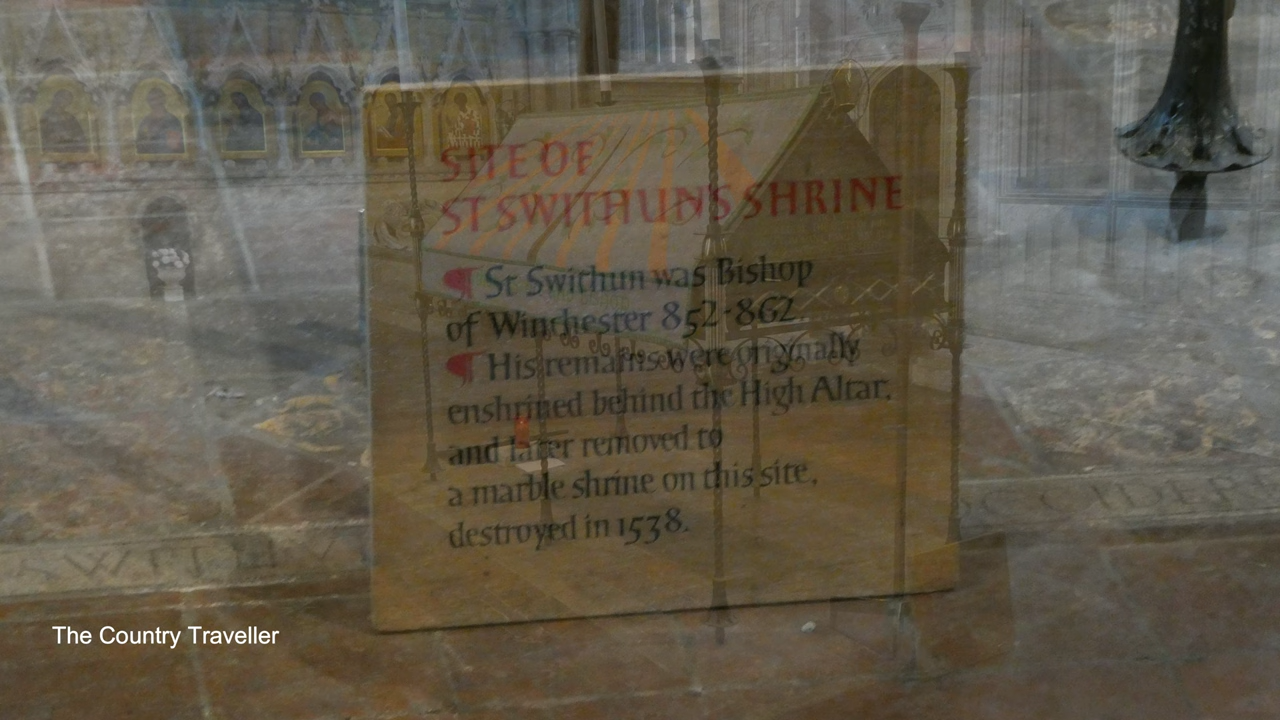 SITE OF
ST SWITHUN'S SHRINE
¶ St Swithun was Bishop
of Winchester 852-862.
¶ His remains were originally
enshrined behind the High Altar,
and later removed to
a marble shrine on this site,
destroyed in 1538.
The Country Traveller